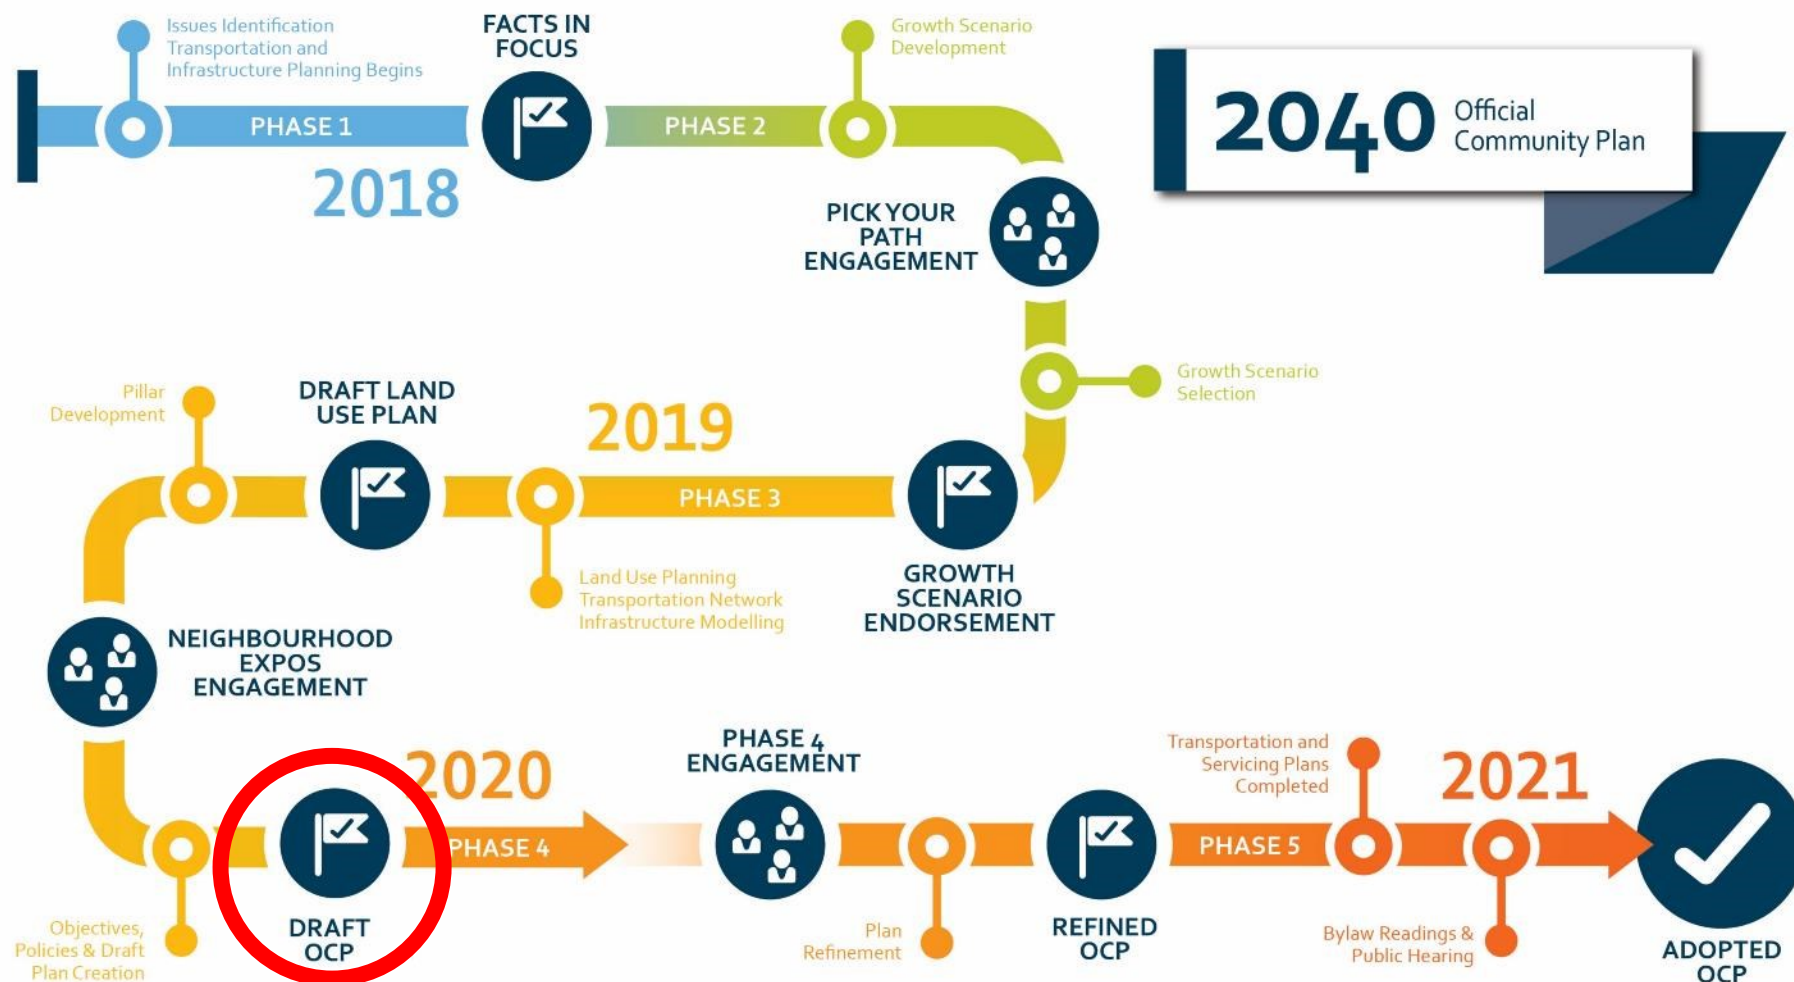 Issues Identification
Transportation and
Infrastructure Planning Begins
FACTS IN
FOCUS
Growth Scenario
Development
2040
Official
Community Plan
PHASE 1
PHASE 2
2018
PICK YOUR
PATH
ENGAGEMENT
Growth Scenario
Selection
Pillar
Development
DRAFT LAND
USE PLAN
2019
PHASE 3
Land Use Planning
Transportation Network
Infrastructure Modelling
GROWTH
SCENARIO
ENDORSEMENT
NEIGHBOURHOOD
EXPOS
ENGAGEMENT
2020
PHASE 4
ENGAGEMENT
Transportation and
Servicing Plans
Completed
2021
PHASE 4
PHASE 5
Objectives,
Policies & Draft
Plan Creation
DRAFT
OCP
Plan
Refinement
REFINED
OCP
Bylaw Readings &
Public Hearing
ADOPTED
OCP